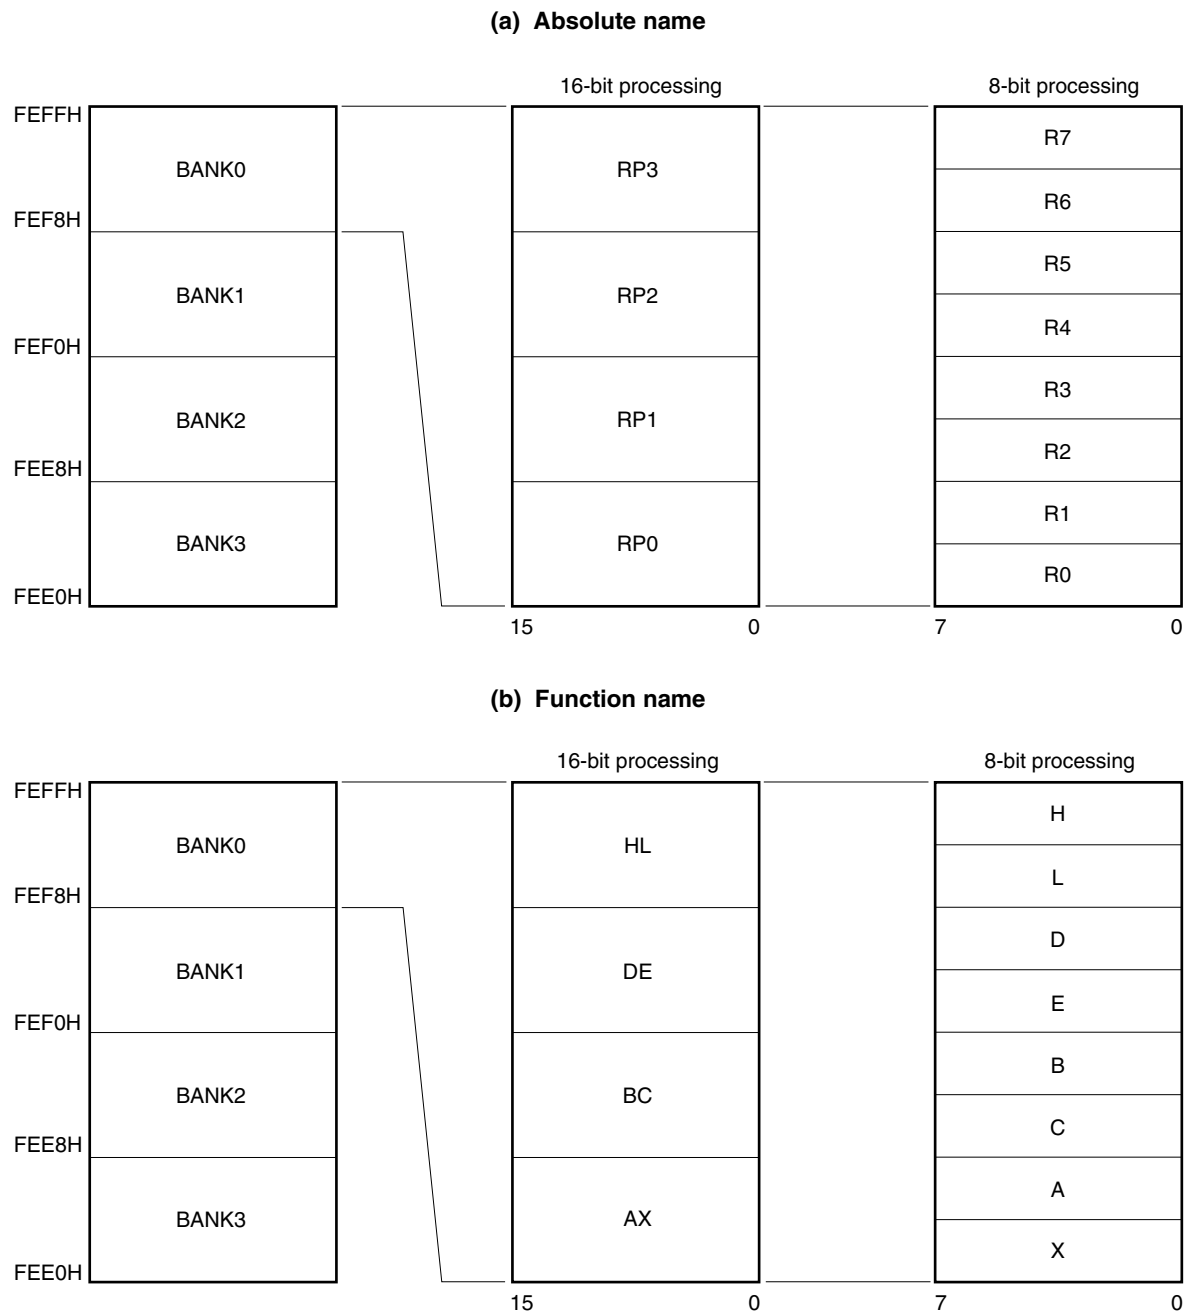 (a) Absolute name
16-bit processing 8-bit processing
FEFFH
BANK0 RP3 R7
R6
FEF8H
BANK1 RP2 R5
R4
FEF0H
BANK2 RP1 R3
R2
FEE8H
BANK3 RP0 R1
R0
FEE0H
15 0 7 0
(b) Function name
16-bit processing 8-bit processing
FEFFH
BANK0 HL H
L
FEF8H
BANK1 DE D
E
FEF0H
BANK2 BC B
C
FEE8H
BANK3 AX A
X
FEE0H
15 0 7 0